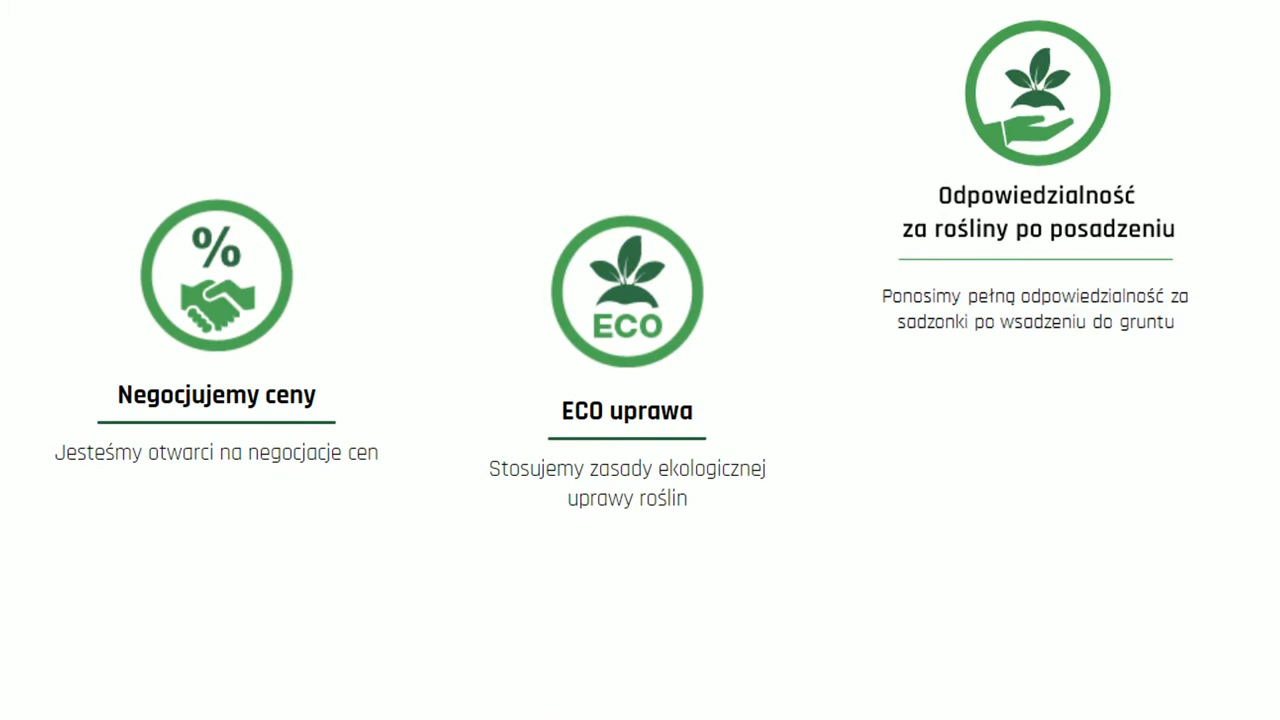 %
Negocjujemy ceny
Jesteśmy otwarci na negocjacje cen
ECO
ECO uprawa
Stosujemy zasady ekologicznej
uprawy roślin
Odpowiedzialność
za rośliny po posadzeniu
Ponosimy pełną odpowiedzialność za
sadzonki po wsadzeniu do gruntu